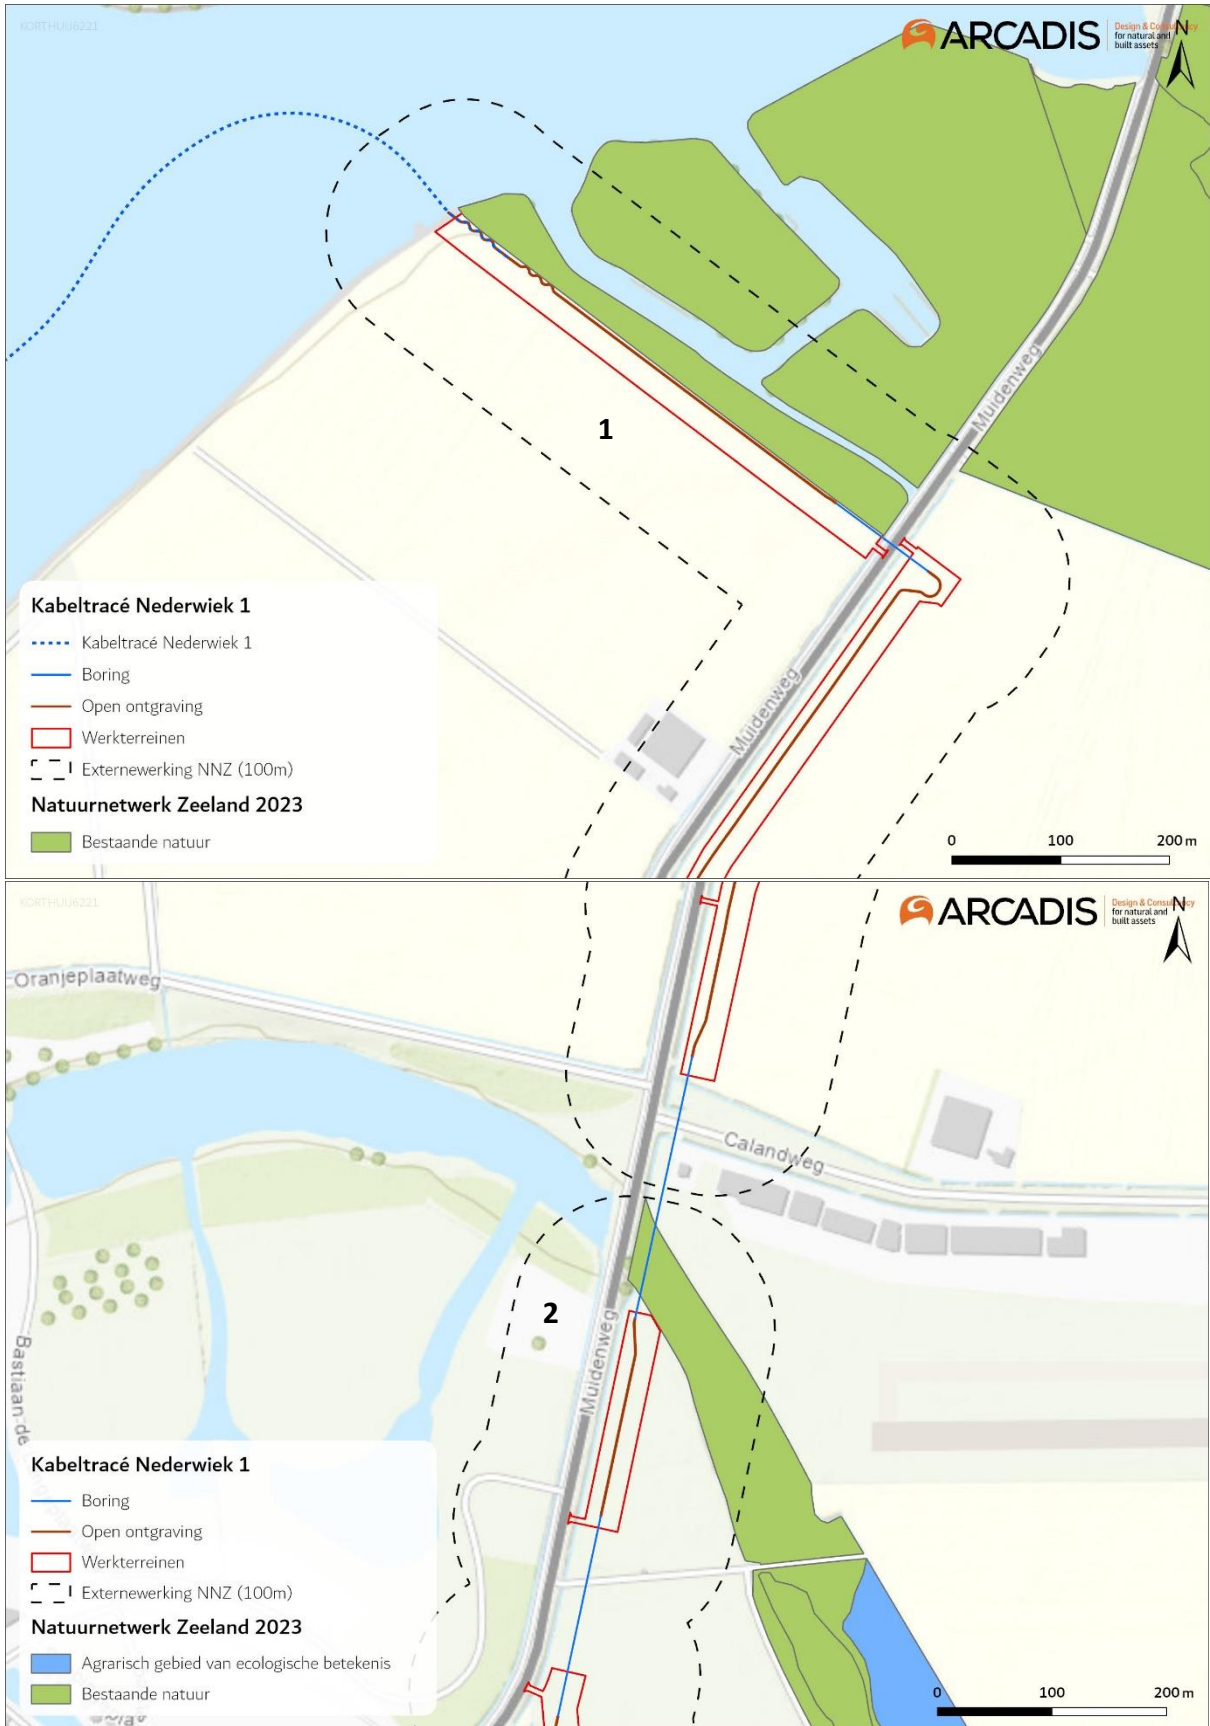 KORTHUU6221
ARCADIS
Design & Consultancy
for natural and
built assets
N
Muidenweg
1
Muidenweg
Kabeltracé Nederwiek 1
Kabeltracé Nederwiek 1
Boring
Open ontgraving
Werkterreinen
Externewerking NNZ (100m)
Natuurnetwerk Zeeland 2023
Bestaande natuur
0 100 200 m
KORTHUU6221
ARCADIS
Design & Consultancy
for natural and
built assets
N
Oranjeplaatweg
Calandweg
2
Muidenweg
Bastiaan de
Kabeltracé Nederwiek 1
Boring
Open ontgraving
Werkterreinen
Externewerking NNZ (100m)
Natuurnetwerk Zeeland 2023
Agrarisch gebied van ecologische betekenis
Bestaande natuur
0 100 200 m